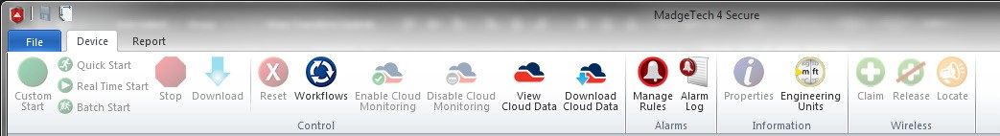 MadgeTech 4 Secure
File Device Report
Custom Start
Quick Start
Real Time Start
Batch Start
Stop
Download
Reset
Workflows
Enable Cloud
Monitoring
Disable Cloud
Monitoring
View
Cloud Data
Download
Cloud Data
Control
Manage
Rules
Alarm
Log
Alarms
Properties
m ft
Engineering
Units
Information
Claim
Release
Locate
Wireless